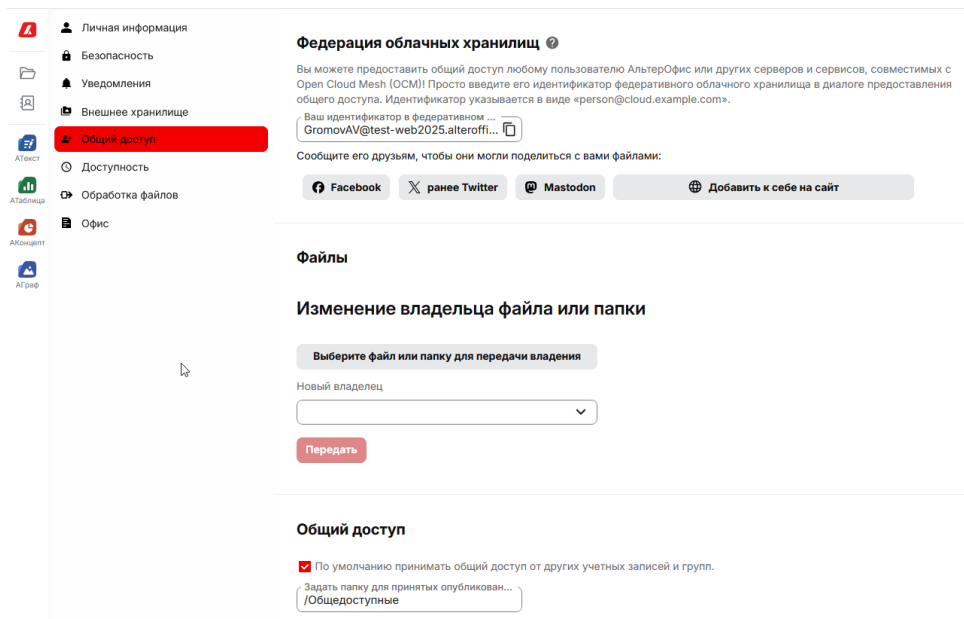 Личная информация
Безопасность
Уведомления
Внешнее хранилище
Общий доступ
Доступность
Обработка файлов
Офис
АТекст
АТаблица
АКонцепт
АГраф
Федерация облачных хранилищ
Вы можете предоставить общий доступ любому пользователю АльтерОфис или других серверов и сервисов, совместимых с
Open Cloud Mesh (OCM)! Просто введите его идентификатор федеративного облачного хранилища в диалоге предоставления
общего доступа. Идентификатор указывается в виде «person@cloud.example.com».
Ваш идентификатор в федеративном ...
GromovAV@test-web2025.alteroffi...
Сообщите его друзьям, чтобы они могли поделиться с вами файлами:
Facebook
ранее Twitter
Mastodon
Добавить к себе на сайт
Файлы
Изменение владельца файла или папки
Выберите файл или папку для передачи владения
Новый владелец
Передать
Общий доступ
По умолчанию принимать общий доступ от других учетных записей и групп.
Задать папку для принятых опубликован...
/Общедоступные